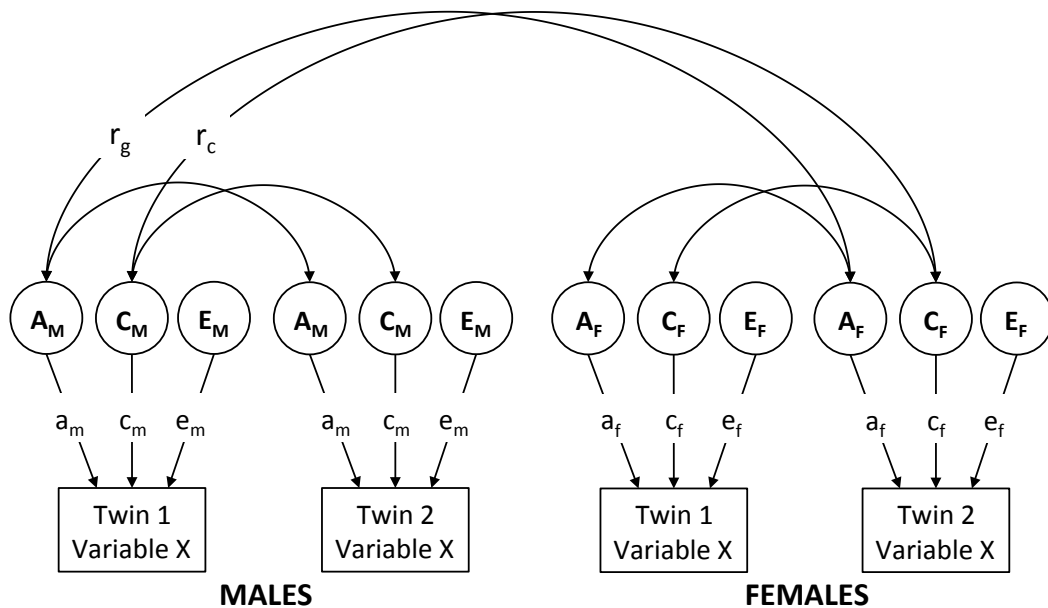 r_g r_c
A_M C_M E_M A_M C_M E_M A_F C_F E_F A_F C_F E_F
a_m c_m e_m a_m c_m e_m a_f c_f e_f a_f c_f e_f
Twin 1
Variable X
Twin 2
Variable X
Twin 1
Variable X
Twin 2
Variable X
MALES FEMALES